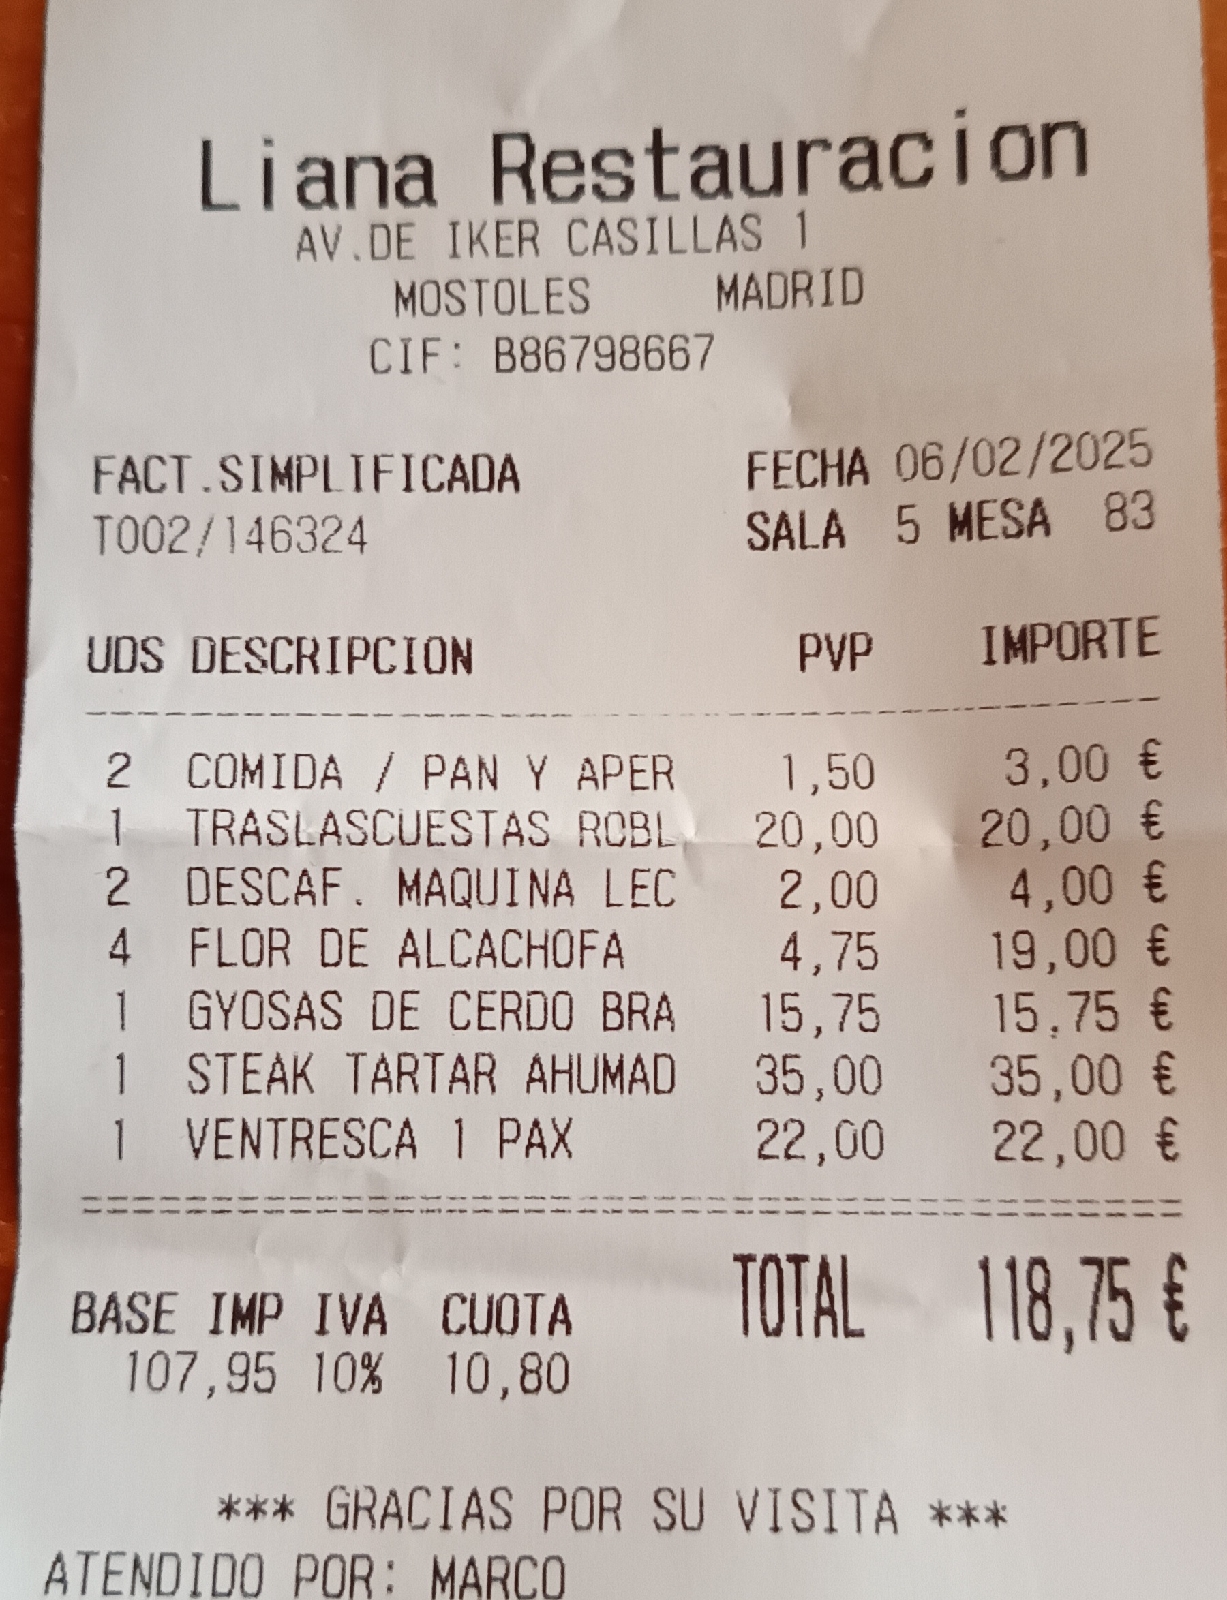 Liana Restauracion
AV.DE IKER CASILLAS 1
MOSTOLES MADRID
CIF: B86798667
FACT.SIMPLIFICADA FECHA 06/02/2025
T002/146324 SALA 5 MESA 83
UDS DESCRIPCION PVP IMPORTE
2 COMIDA / PAN Y APER 1,50 3,00 €
1 TRASLASCUESTAS ROBL 20,00 20,00 €
2 DESCAF. MAQUINA LEC 2,00 4,00 €
4 FLOR DE ALCACHOFA 4,75 19,00 €
1 GYOSAS DE CERDO BRA 15,75 15,75 €
1 STEAK TARTAR AHUMAD 35,00 35,00 €
1 VENTRESCA 1 PAX 22,00 22,00 €
TOTAL 118,75 €
BASE IMP IVA CUOTA
107,95 10% 10,80
*** GRACIAS POR SU VISITA ***
ATENDIDO POR: MARCO